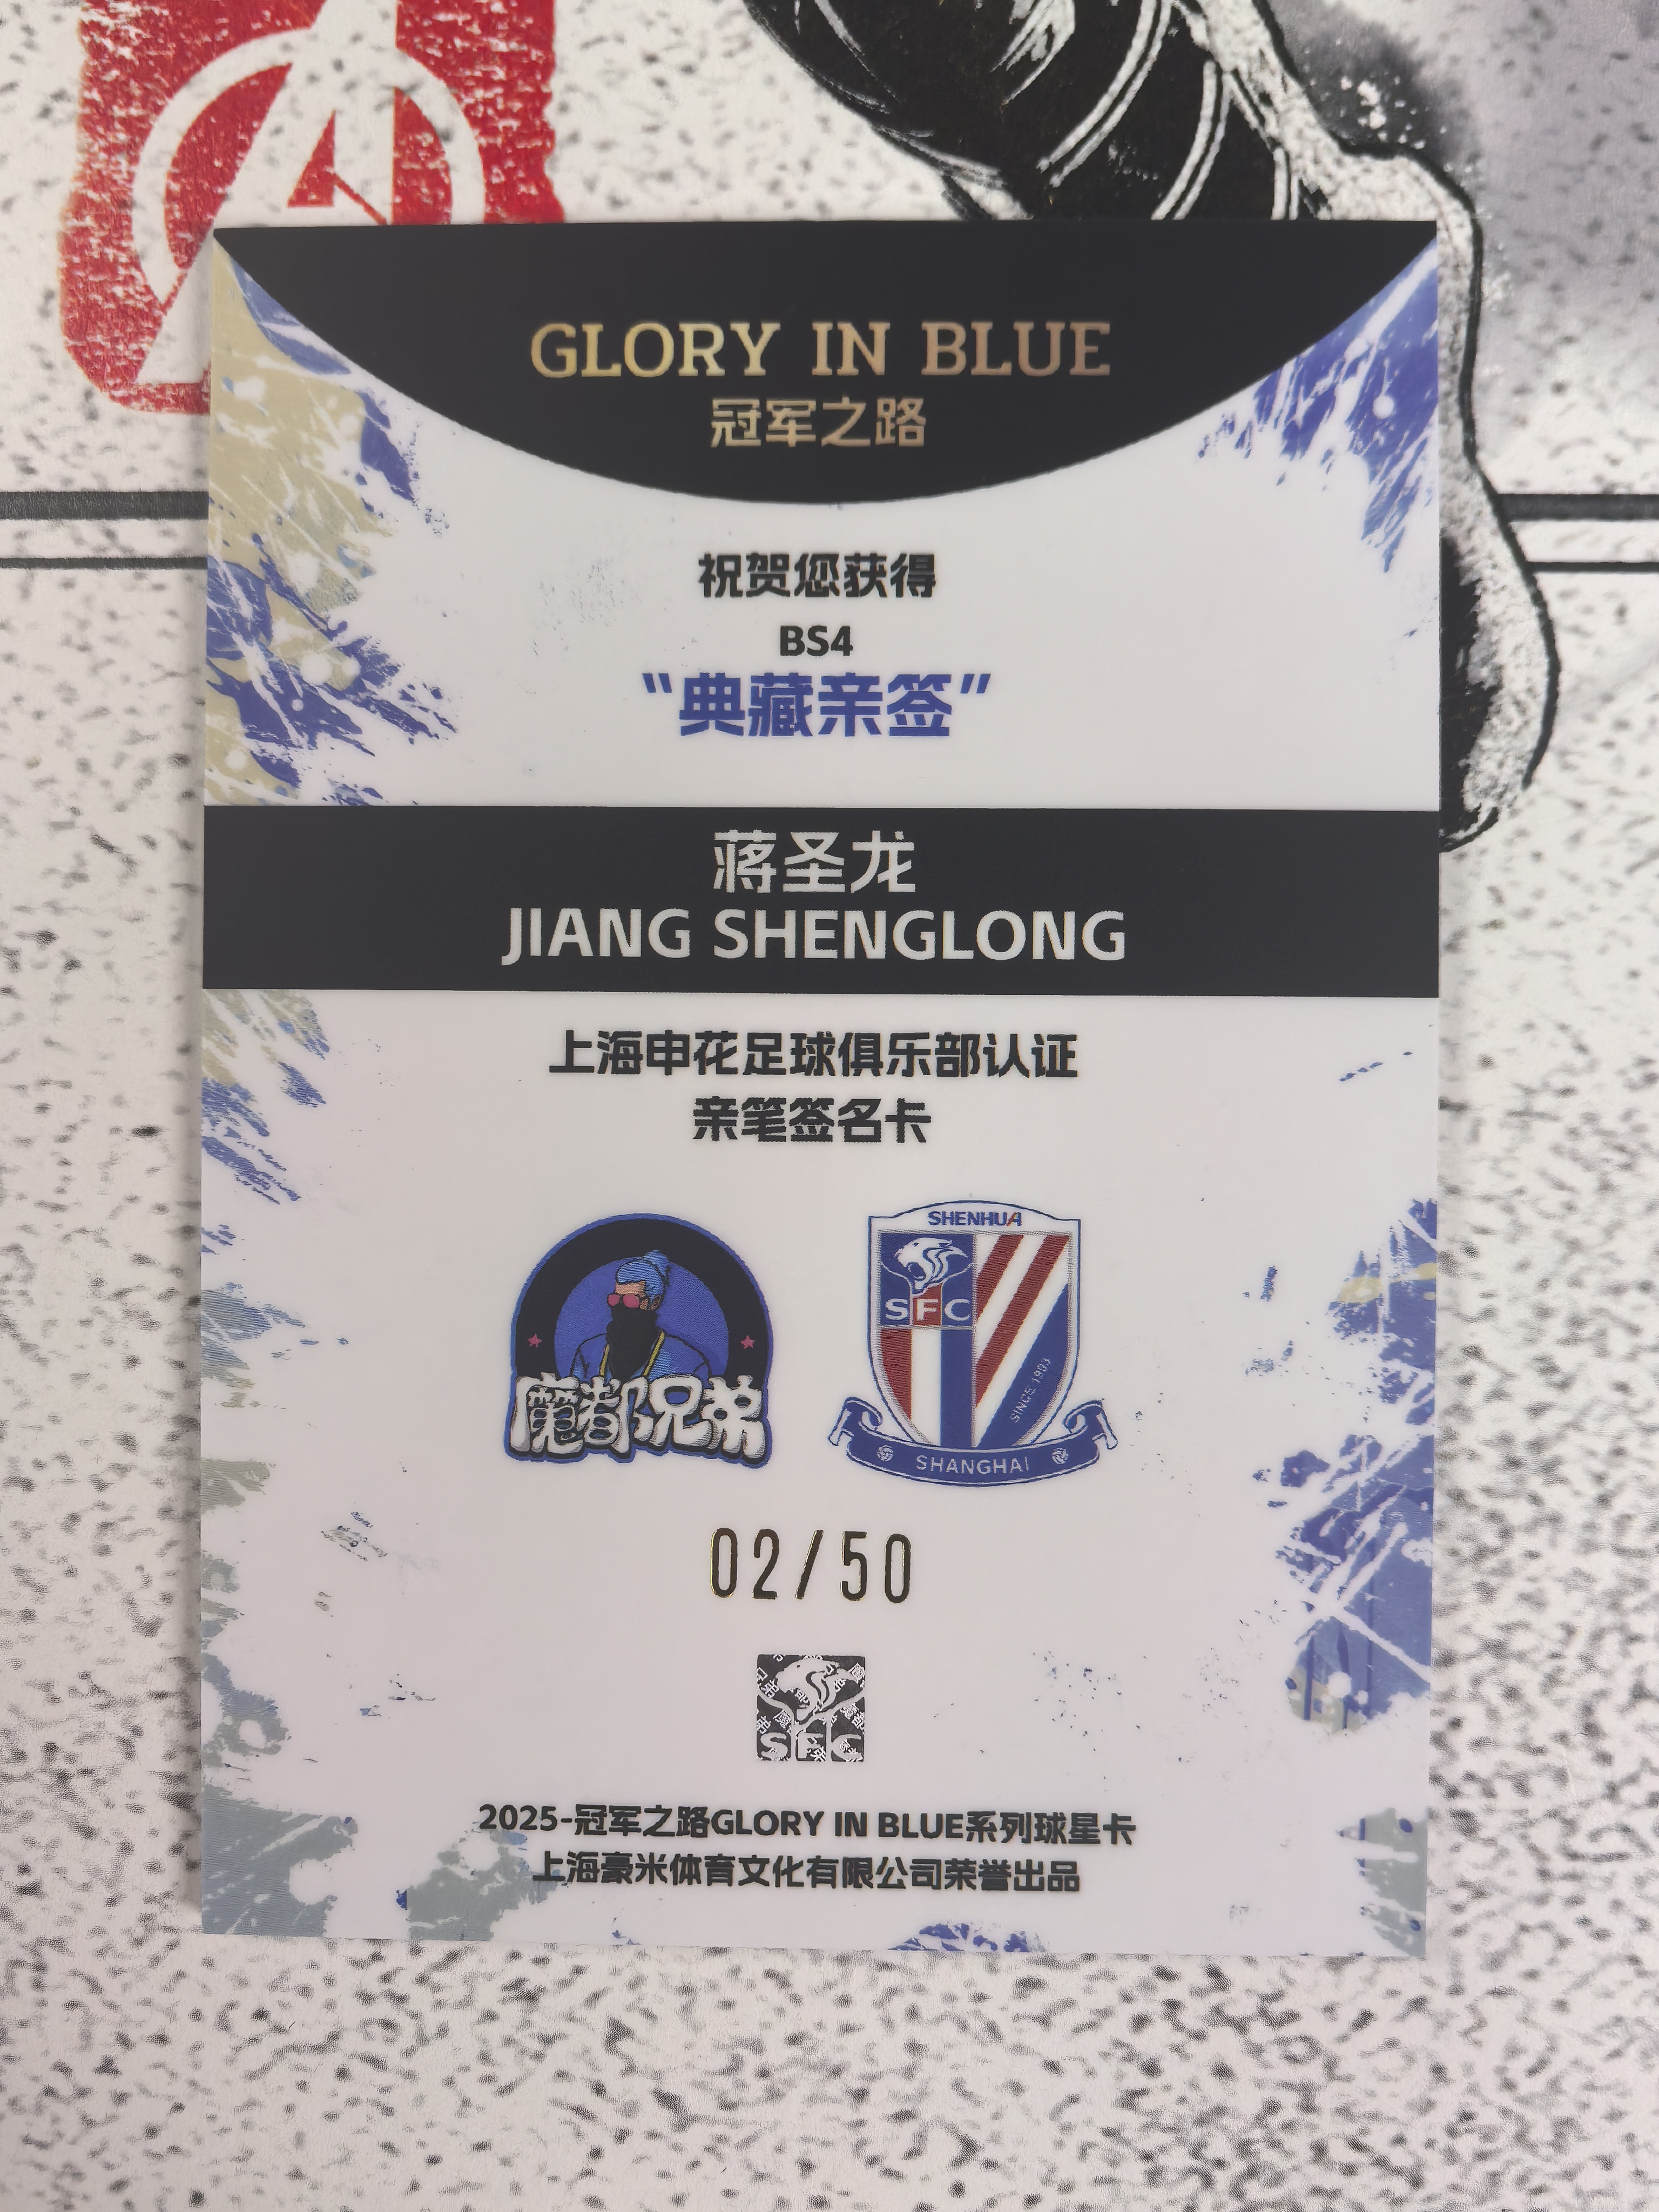 GLORY IN BLUE
冠军之路
祝贺您获得
BS4
“典藏亲签”
蒋圣龙
JIANG SHENGLONG
上海申花足球俱乐部认证
亲笔签名卡
魔都兄弟
SHENHUA
SFC
SINCE 1993
SHANGHAI
02/50
SFC
2025-冠军之路GLORY IN BLUE系列球星卡
上海豪米体育文化有限公司荣誉出品